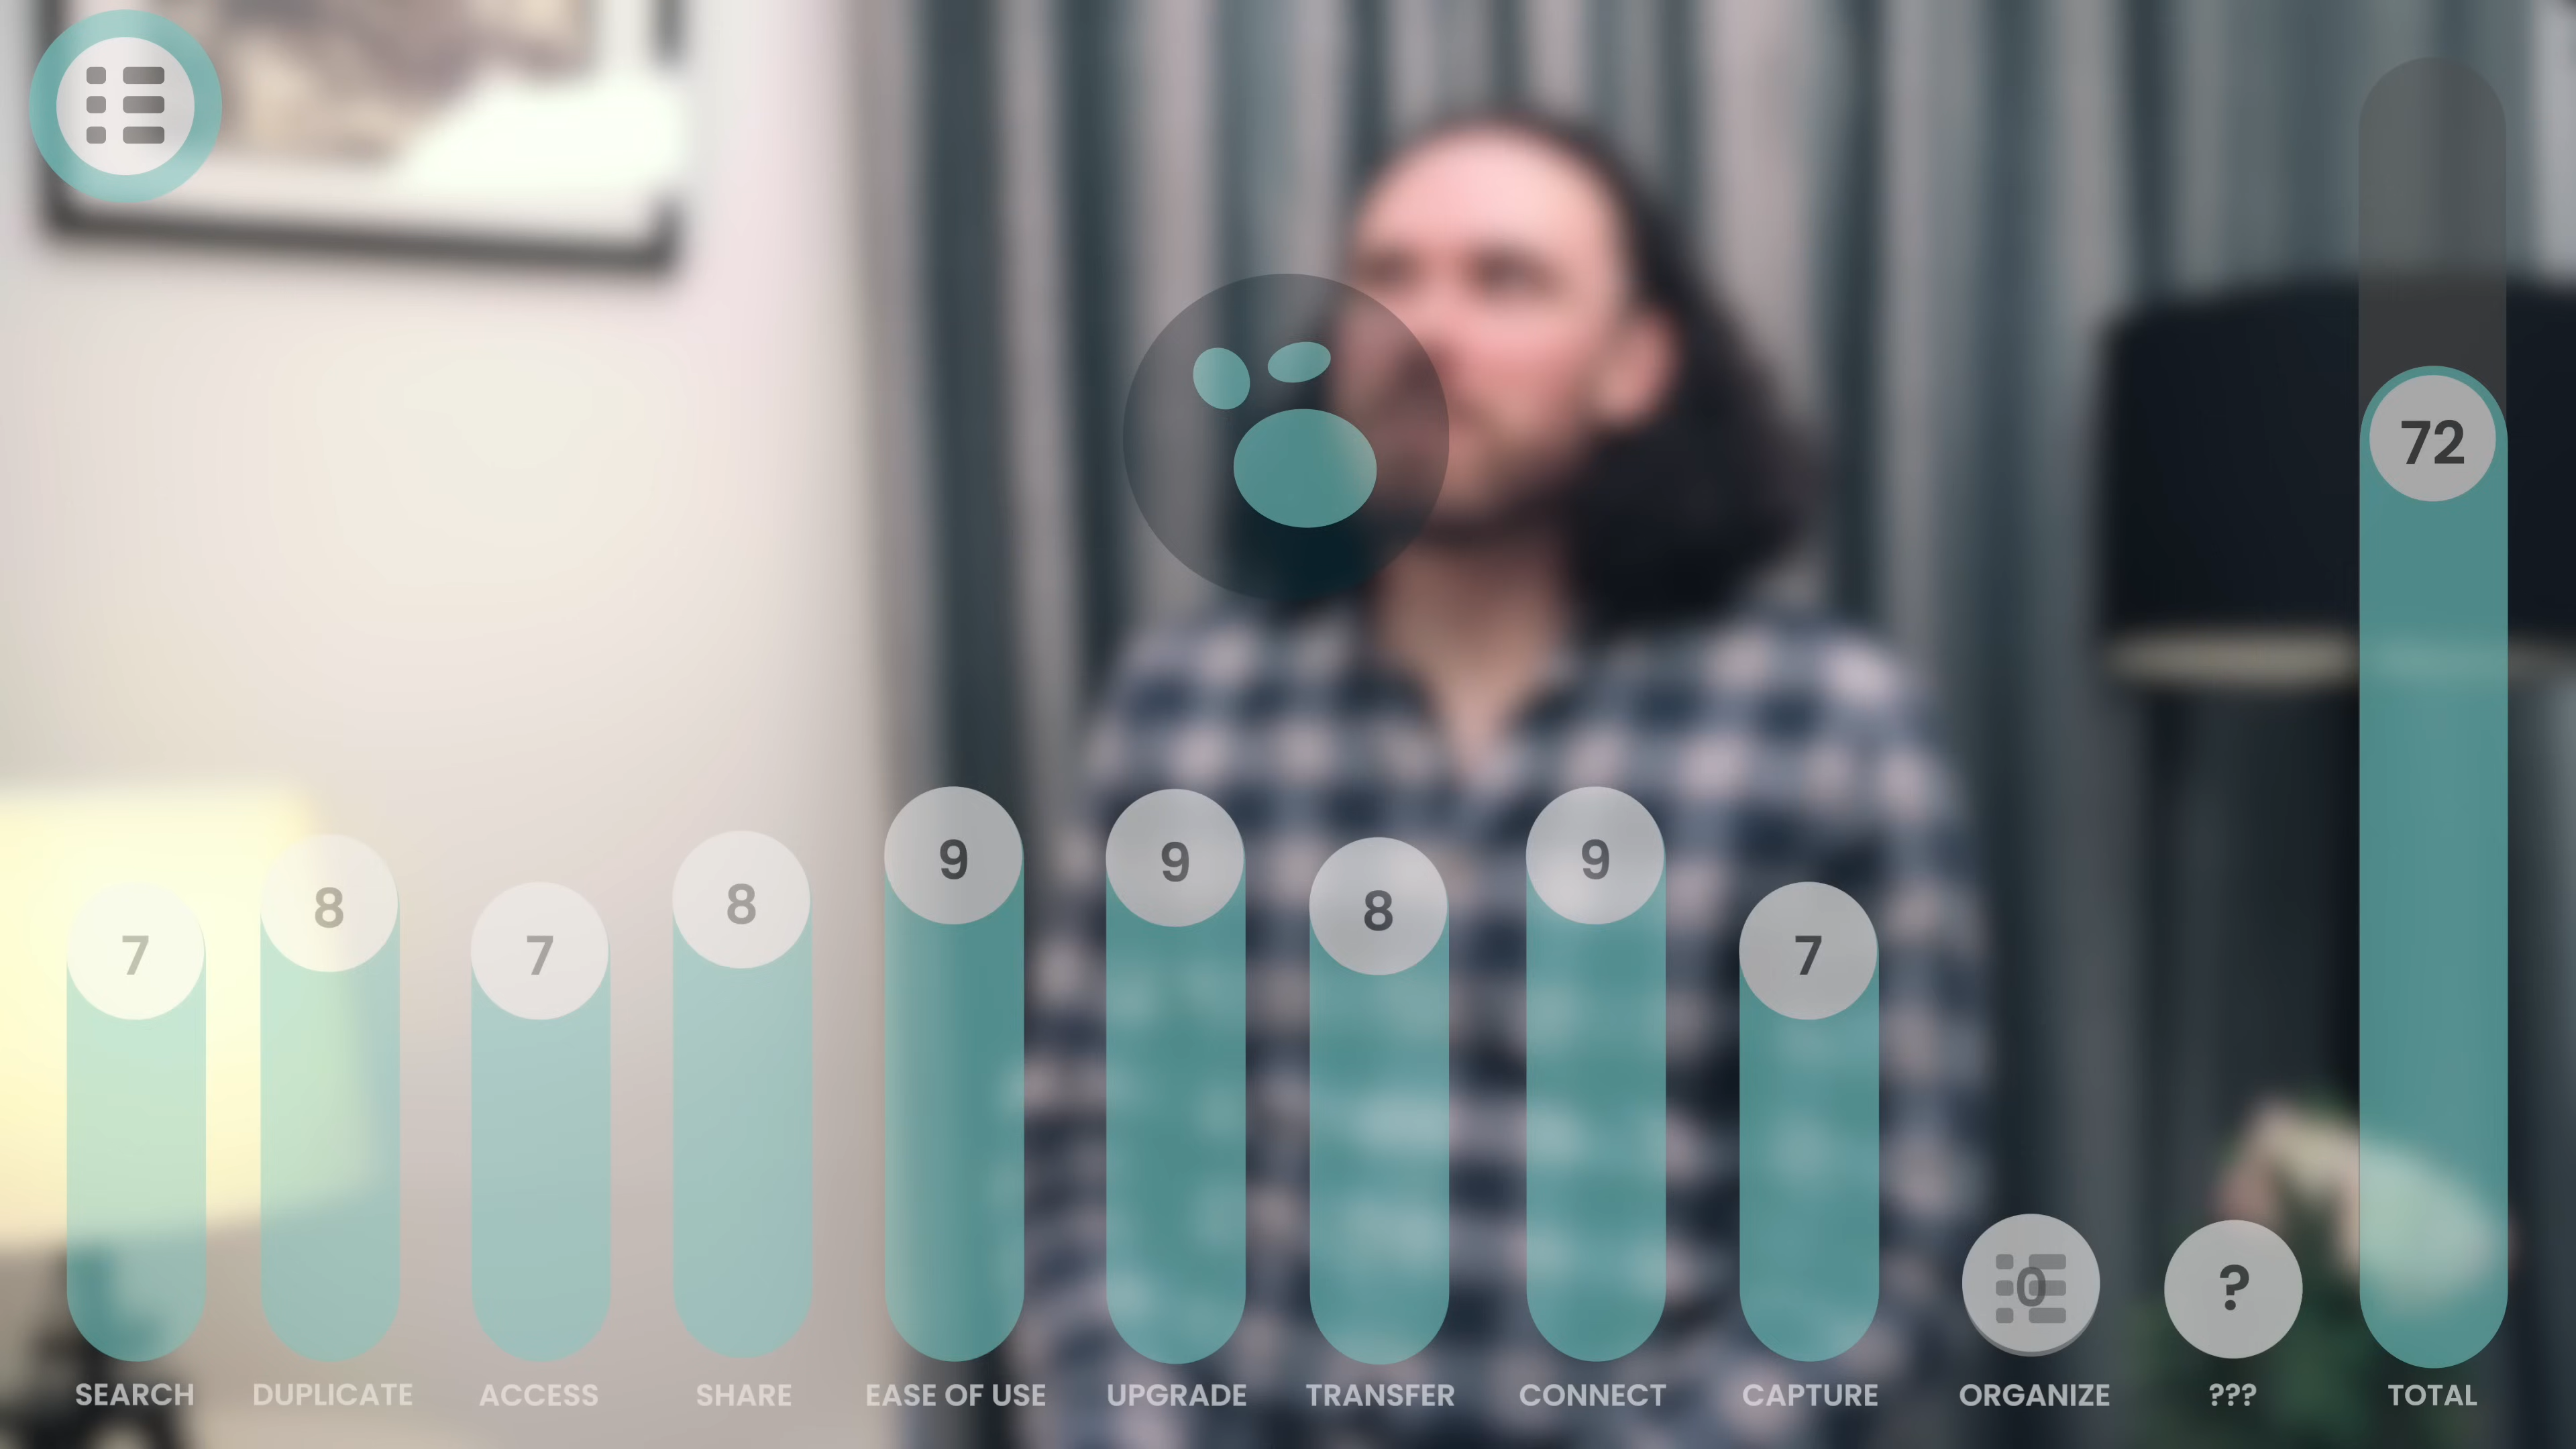 72
7
8
7
8
9
9
8
9
7
0
?
SEARCH
DUPLICATE
ACCESS
SHARE
EASE OF USE
UPGRADE
TRANSFER
CONNECT
CAPTURE
ORGANIZE
???
TOTAL